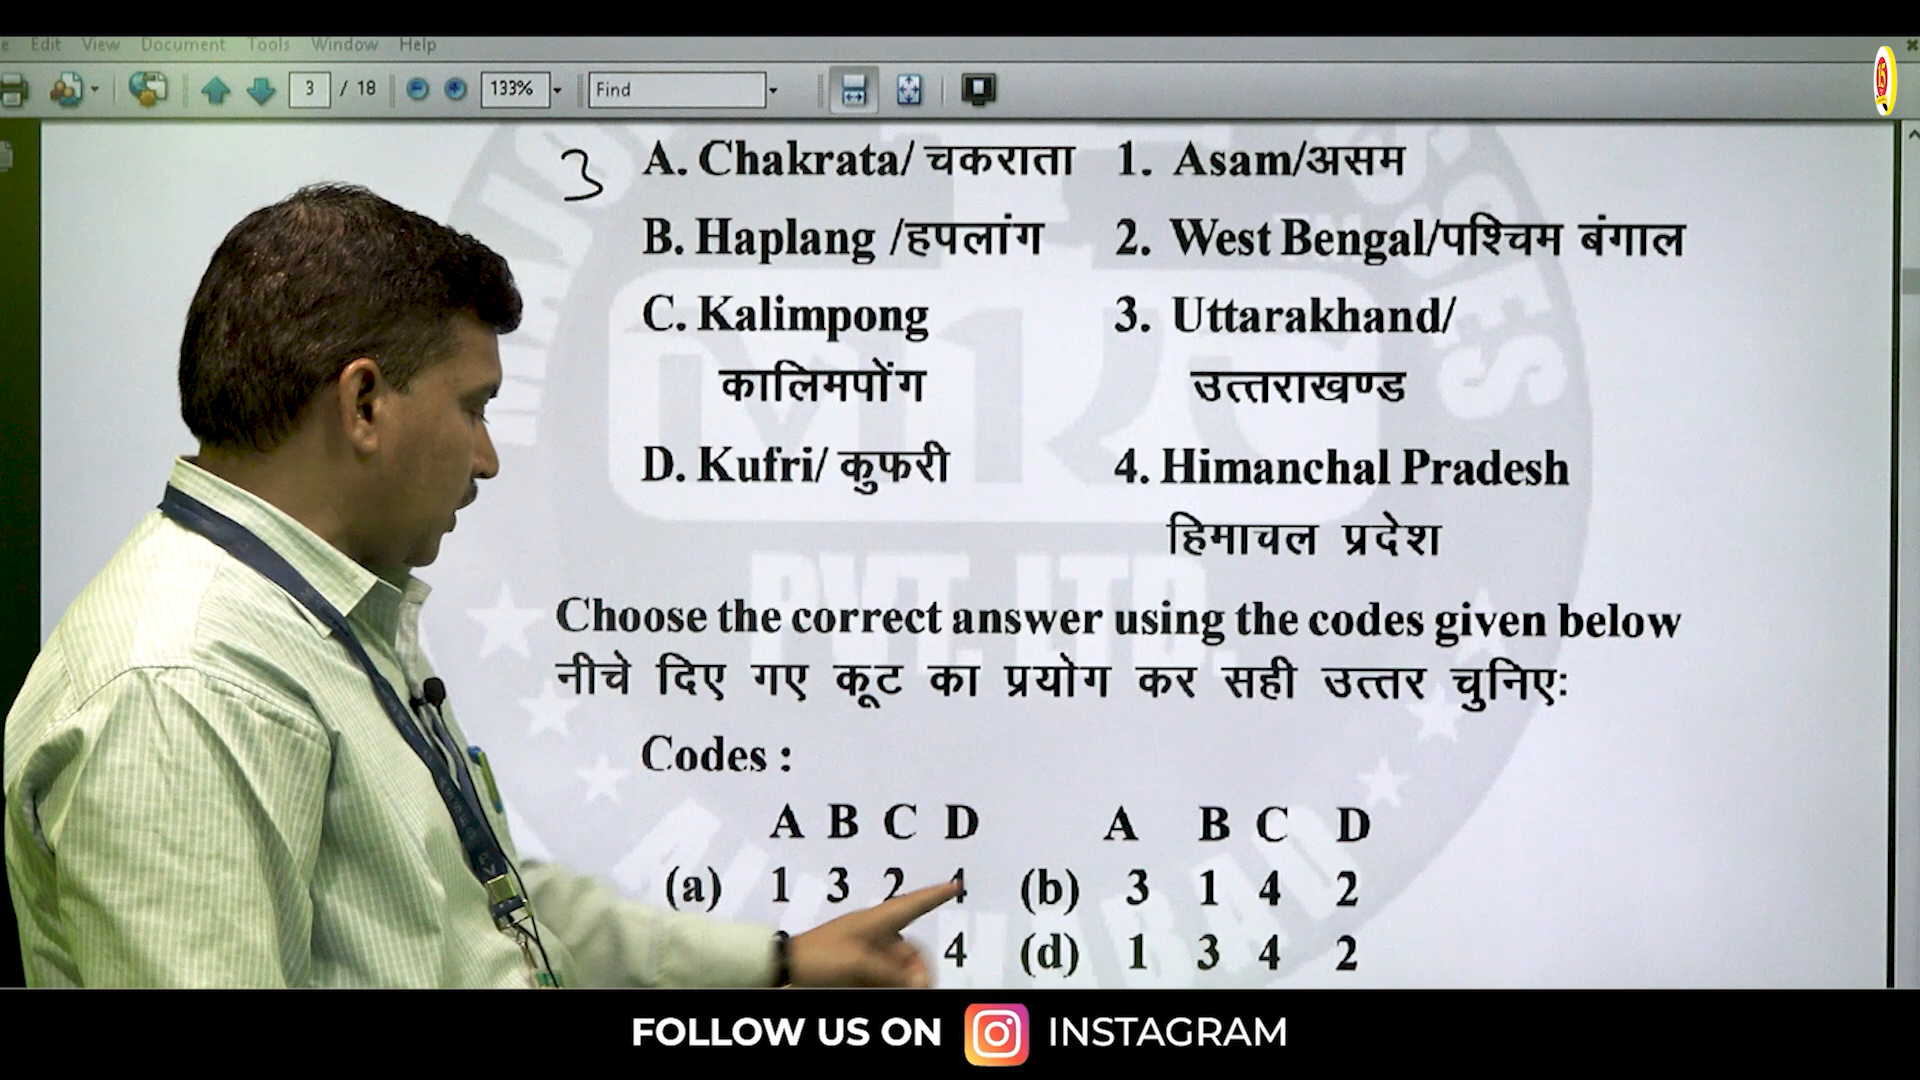 Edit View Document Tools Window Help
3 / 18 133% Find
3 A. Chakrata/ चकराता 1. Asam/असम
B. Haplang /हपलांग 2. West Bengal/पश्चिम बंगाल
C. Kalimpong 3. Uttarakhand/
कालिमपोंग उत्तराखण्ड
D. Kufri/ कुफरी 4. Himanchal Pradesh
हिमाचल प्रदेश
Choose the correct answer using the codes given below
नीचे दिए गए कूट का प्रयोग कर सही उत्तर चुनिएः
Codes :
A B C D A B C D
(a) 1 3 2 4 (b) 3 1 4 2
4 (d) 1 3 4 2
PVT. LTD.
FOLLOW US ON INSTAGRAM